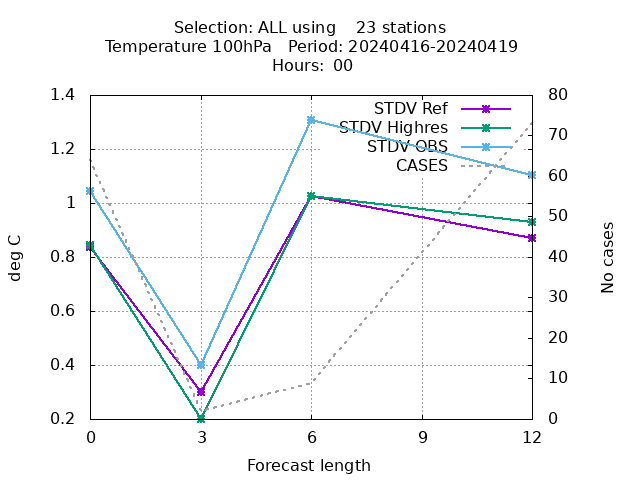 Selection: ALL using    23 stations
Temperature 100hPa   Period: 20240416-20240419
Hours:  00
1.4
1.2
1
0.8
0.6
0.4
0.2
80
70
60
50
40
30
20
10
0
0
3
6
9
12
deg C
No cases
Forecast length
STDV Ref
STDV Highres
STDV OBS
CASES